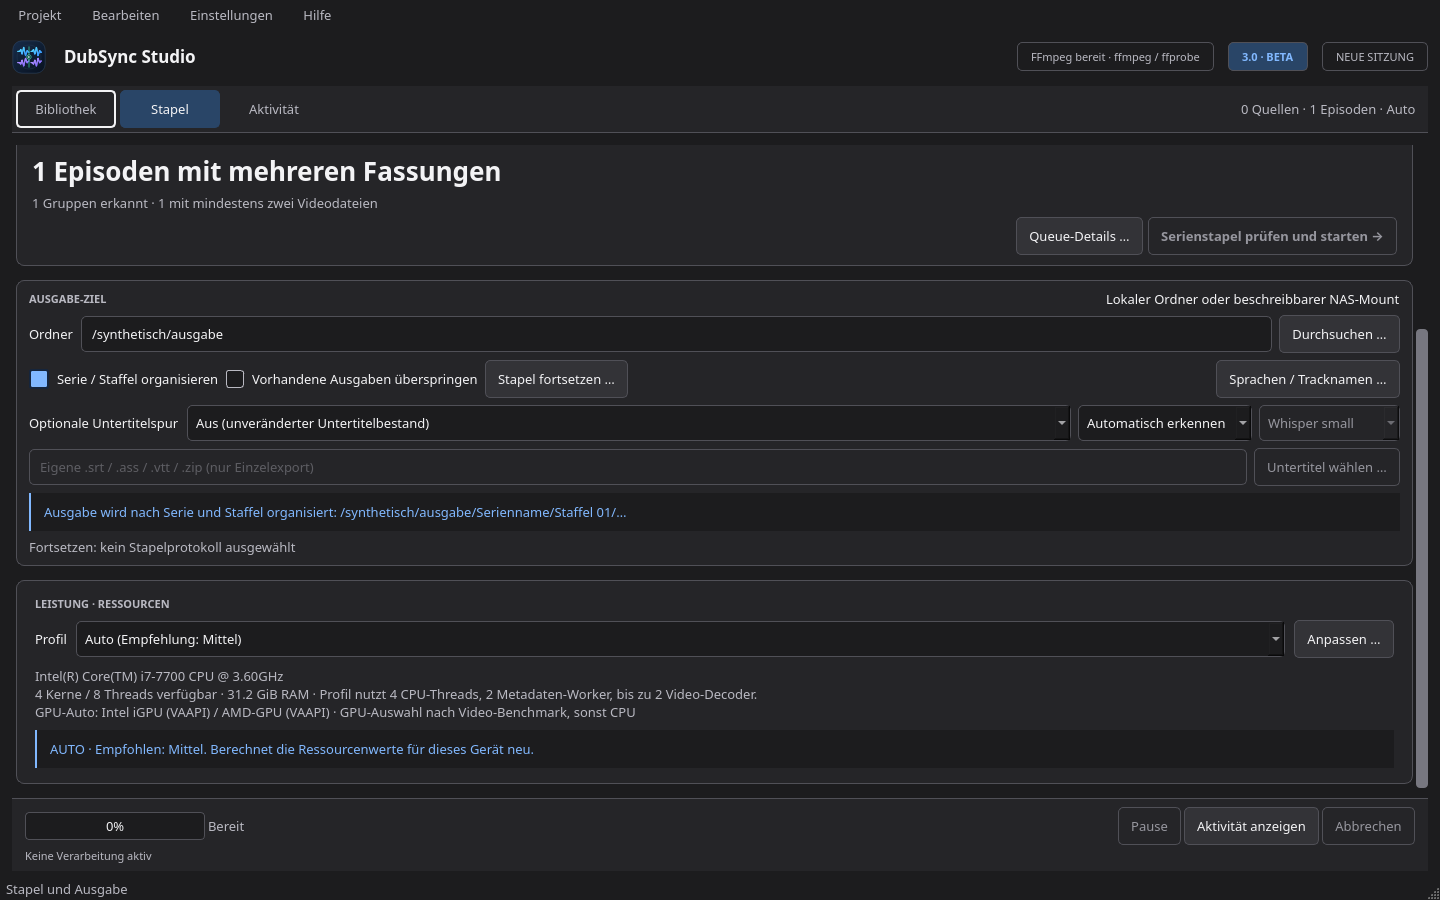 Projekt Bearbeiten Einstellungen Hilfe
DubSync Studio
FFmpeg bereit · ffmpeg / ffprobe
3.0 · BETA
NEUE SITZUNG
Bibliothek Stapel Aktivität
0 Quellen · 1 Episoden · Auto
1 Episoden mit mehreren Fassungen
1 Gruppen erkannt · 1 mit mindestens zwei Videodateien
Queue-Details ... Serienstapel prüfen und starten →
AUSGABE-ZIEL
Lokaler Ordner oder beschreibbarer NAS-Mount
Ordner /synthetisch/ausgabe Durchsuchen ...
Serie / Staffel organisieren Vorhandene Ausgaben überspringen Stapel fortsetzen ... Sprachen / Tracknamen ...
Optionale Untertitelspur Aus (unveränderter Untertitelbestand) Automatisch erkennen Whisper small
Eigene .srt / .ass / .vtt / .zip (nur Einzelexport) Untertitel wählen ...
Ausgabe wird nach Serie und Staffel organisiert: /synthetisch/ausgabe/Serienname/Staffel 01/...
Fortsetzen: kein Stapelprotokoll ausgewählt
LEISTUNG · RESSOURCEN
Profil Auto (Empfehlung: Mittel) Anpassen ...
Intel(R) Core(TM) i7-7700 CPU @ 3.60GHz
4 Kerne / 8 Threads verfügbar · 31.2 GiB RAM · Profil nutzt 4 CPU-Threads, 2 Metadaten-Worker, bis zu 2 Video-Decoder.
GPU-Auto: Intel iGPU (VAAPI) / AMD-GPU (VAAPI) · GPU-Auswahl nach Video-Benchmark, sonst CPU
AUTO · Empfohlen: Mittel. Berechnet die Ressourcenwerte für dieses Gerät neu.
0% Bereit
Pause Aktivität anzeigen Abbrechen
Keine Verarbeitung aktiv
Stapel und Ausgabe